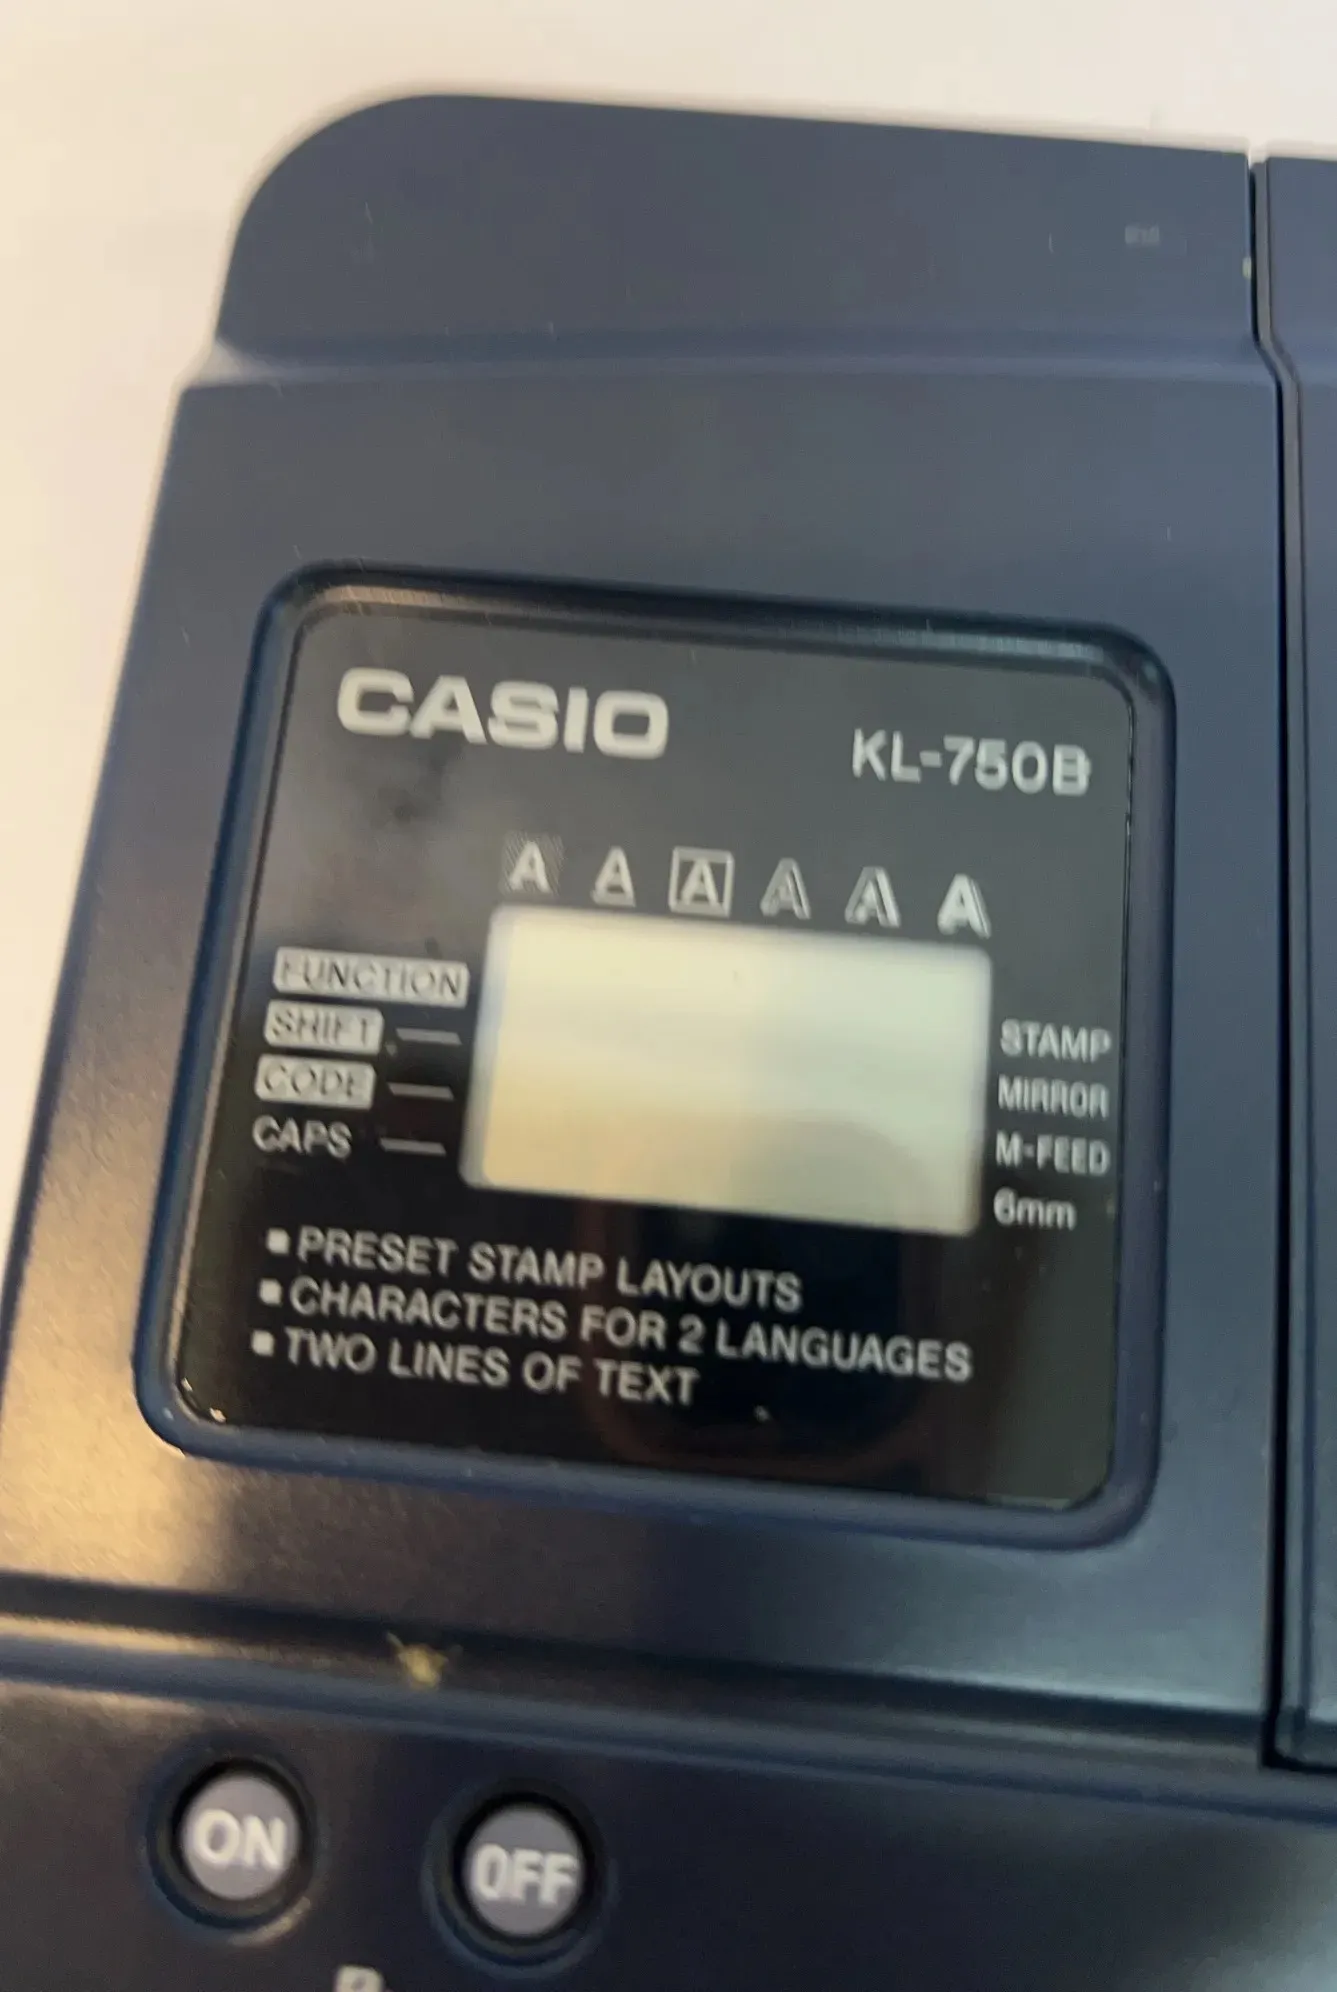 CASIO
KL-750B
A A A A A A
FUNCTION
SHIFT
CODE
CAPS
STAMP
MIRROR
M-FEED
6mm
▪ PRESET STAMP LAYOUTS
▪ CHARACTERS FOR 2 LANGUAGES
▪ TWO LINES OF TEXT
ON
OFF